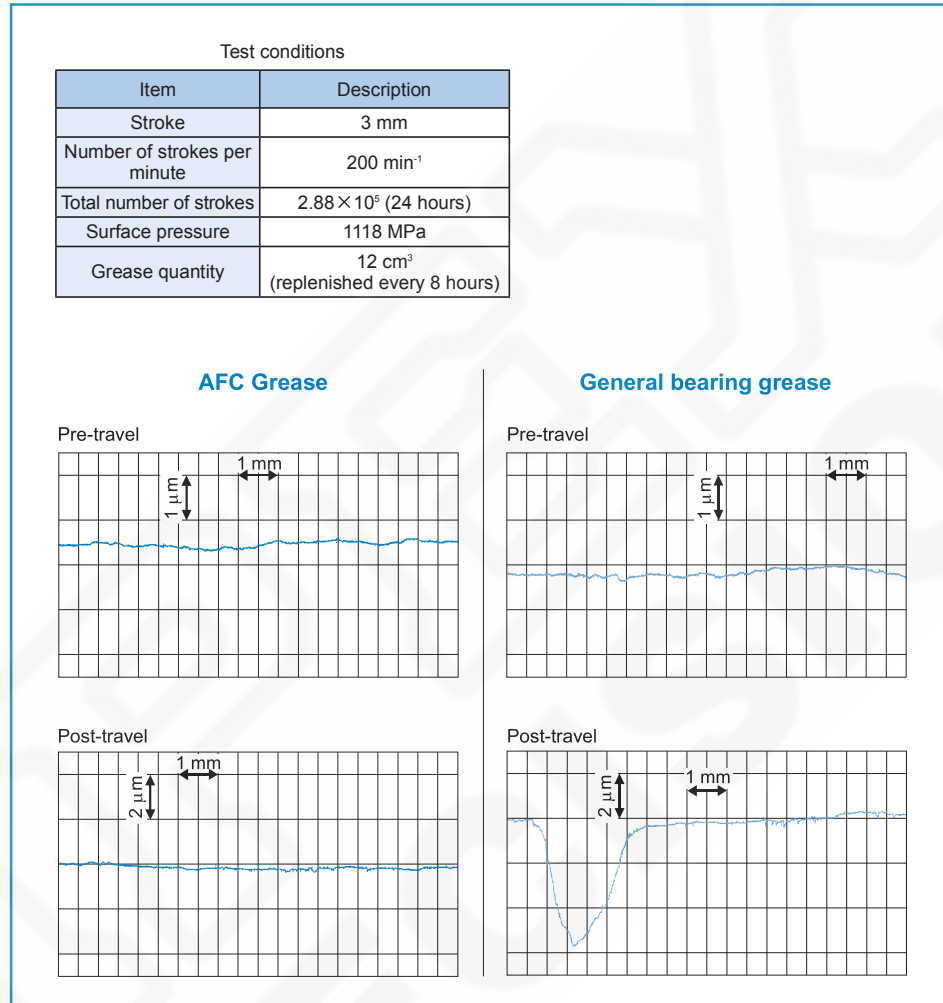 Test conditions
Item Description
Stroke 3 mm
Number of strokes per
minute
200 min⁻¹
Total number of strokes 2.88×10⁵ (24 hours)
Surface pressure 1118 MPa
Grease quantity
12 cm³
(replenished every 8 hours)
AFC Grease
General bearing grease
Pre-travel
1 mm
1 μm
Pre-travel
1 mm
1 μm
Post-travel
1 mm
2 μm
Post-travel
1 mm
2 μm